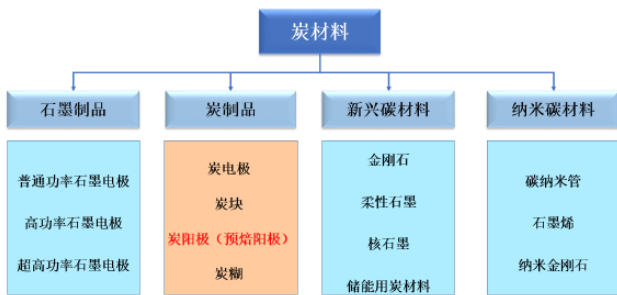 炭材料
石墨制品
炭制品
新兴碳材料
纳米碳材料
普通功率石墨电极
高功率石墨电极
超高功率石墨电极
炭电极
炭块
炭阳极（预焙阳极）
炭糊
金刚石
柔性石墨
核石墨
储能用炭材料
碳纳米管
石墨烯
纳米金刚石